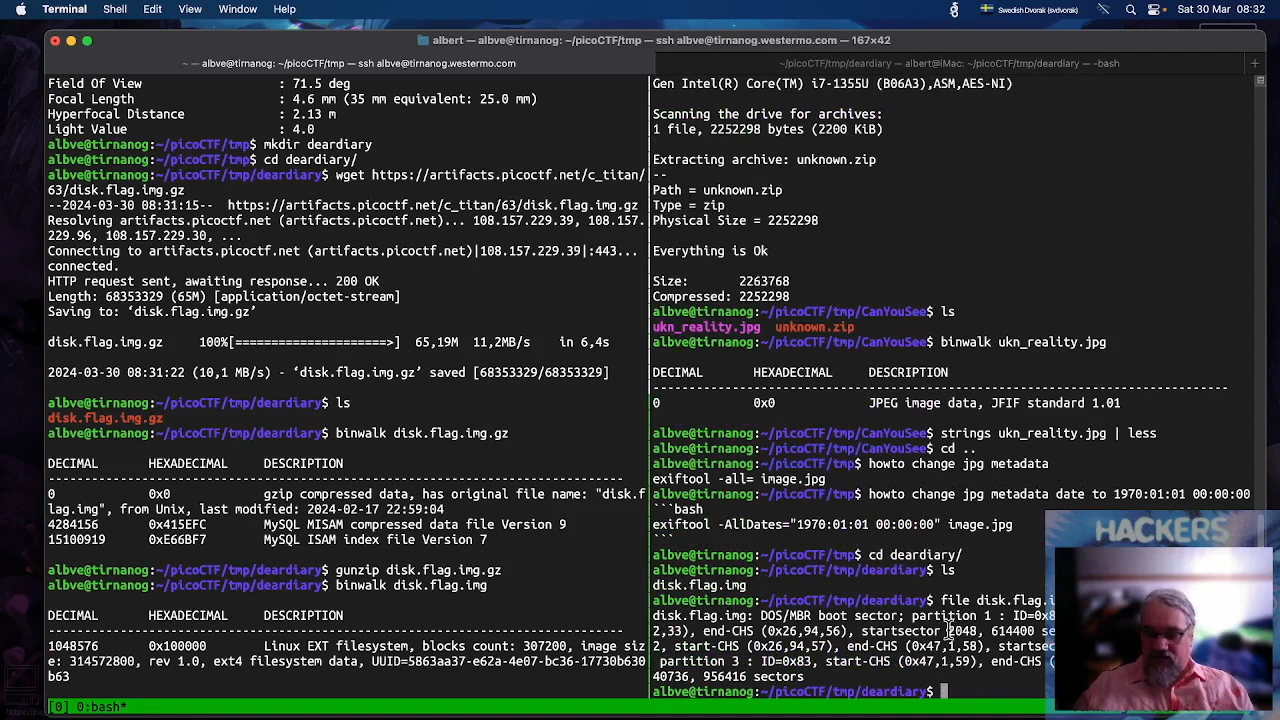 Terminal Shell Edit View Window Help
Swedish Dvorak (svdvorak) Sat 30 Mar 08:32
albert — albve@tirnanog: ~/picoCTF/tmp — ssh albve@tirnanog.westermo.com — 167×42
~ — albve@tirnanog: ~/picoCTF/tmp — ssh albve@tirnanog.westermo.com
~/picoCTF/tmp/deardiary — albert@iMac: ~/picoCTF/tmp/deardiary — -bash
Field Of View : 71.5 deg
Focal Length : 4.6 mm (35 mm equivalent: 25.0 mm)
Hyperfocal Distance : 2.13 m
Light Value : 4.0
albve@tirnanog:~/picoCTF/tmp$ mkdir deardiary
albve@tirnanog:~/picoCTF/tmp$ cd deardiary/
albve@tirnanog:~/picoCTF/tmp/deardiary$ wget https://artifacts.picoctf.net/c_titan/
63/disk.flag.img.gz
--2024-03-30 08:31:15-- https://artifacts.picoctf.net/c_titan/63/disk.flag.img.gz
Resolving artifacts.picoctf.net (artifacts.picoctf.net)... 108.157.229.39, 108.157.
229.96, 108.157.229.30, ...
Connecting to artifacts.picoctf.net (artifacts.picoctf.net)|108.157.229.39|:443...
connected.
HTTP request sent, awaiting response... 200 OK
Length: 68353329 (65M) [application/octet-stream]
Saving to: ‘disk.flag.img.gz’
disk.flag.img.gz 100%[=====================>] 65,19M 11,2MB/s in 6,4s
2024-03-30 08:31:22 (10,1 MB/s) - ‘disk.flag.img.gz’ saved [68353329/68353329]
albve@tirnanog:~/picoCTF/tmp/deardiary$ ls
disk.flag.img.gz
albve@tirnanog:~/picoCTF/tmp/deardiary$ binwalk disk.flag.img.gz
DECIMAL HEXADECIMAL DESCRIPTION
--------------------------------------------------------------------------------
0 0x0 gzip compressed data, has original file name: "disk.f
lag.img", from Unix, last modified: 2024-02-17 22:59:04
4284156 0x415EFC MySQL MISAM compressed data file Version 9
15100919 0xE66BF7 MySQL ISAM index file Version 7
albve@tirnanog:~/picoCTF/tmp/deardiary$ gunzip disk.flag.img.gz
albve@tirnanog:~/picoCTF/tmp/deardiary$ binwalk disk.flag.img
DECIMAL HEXADECIMAL DESCRIPTION
--------------------------------------------------------------------------------
1048576 0x100000 Linux EXT filesystem, blocks count: 307200, image siz
e: 314572800, rev 1.0, ext4 filesystem data, UUID=5863aa37-e62a-4e07-bc36-17730b630
b63
[0] 0:bash*
Gen Intel(R) Core(TM) i7-1355U (B06A3),ASM,AES-NI)
Scanning the drive for archives:
1 file, 2252298 bytes (2200 KiB)
Extracting archive: unknown.zip
--
Path = unknown.zip
Type = zip
Physical Size = 2252298
Everything is Ok
Size: 2263768
Compressed: 2252298
albve@tirnanog:~/picoCTF/tmp/CanYouSee$ ls
ukn_reality.jpg unknown.zip
albve@tirnanog:~/picoCTF/tmp/CanYouSee$ binwalk ukn_reality.jpg
DECIMAL HEXADECIMAL DESCRIPTION
--------------------------------------------------------------------------------
0 0x0 JPEG image data, JFIF standard 1.01
albve@tirnanog:~/picoCTF/tmp/CanYouSee$ strings ukn_reality.jpg | less
albve@tirnanog:~/picoCTF/tmp/CanYouSee$ cd ..
albve@tirnanog:~/picoCTF/tmp$ howto change jpg metadata
exiftool -all= image.jpg
albve@tirnanog:~/picoCTF/tmp$ howto change jpg metadata date to 1970:01:01 00:00:00
```bash
exiftool -AllDates="1970:01:01 00:00:00" image.jpg
```
albve@tirnanog:~/picoCTF/tmp$ cd deardiary/
albve@tirnanog:~/picoCTF/tmp/deardiary$ ls
disk.flag.img
albve@tirnanog:~/picoCTF/tmp/deardiary$ file disk.flag.i
disk.flag.img: DOS/MBR boot sector; partition 1 : ID=0x8
2,33), end-CHS (0x26,94,56), startsector 2048, 614400 se
2, start-CHS (0x26,94,57), end-CHS (0x47,1,58), startsec
partition 3 : ID=0x83, start-CHS (0x47,1,59), end-CHS
40736, 956416 sectors
albve@tirnanog:~/picoCTF/tmp/deardiary$
HACKERS